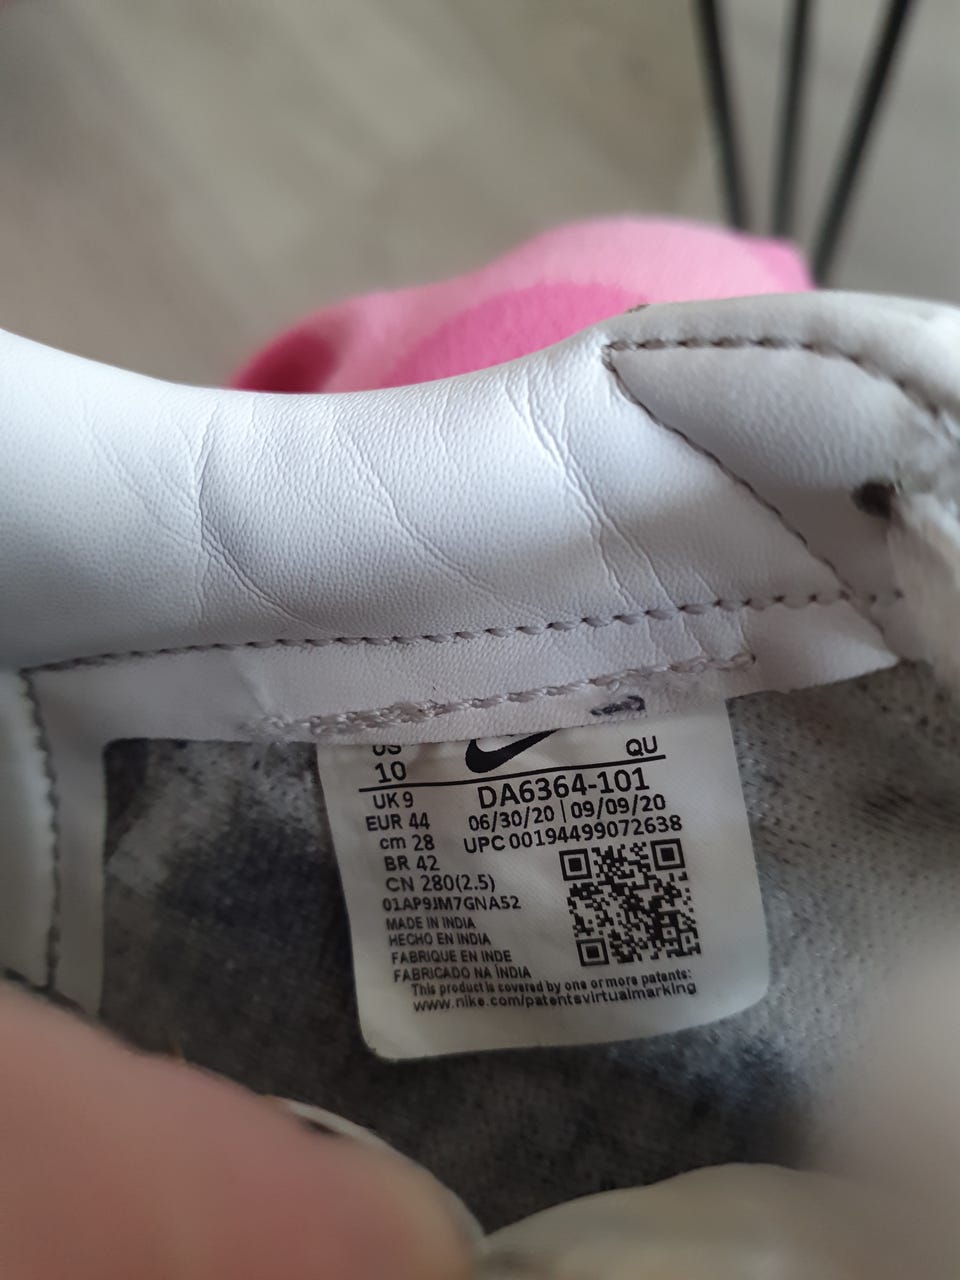 US QU
10
DA6364-101
UK 9
06/30/20 | 09/09/20
EUR 44
UPC 00194499072638
cm 28
BR 42
CN 280(2.5)
01AP9JM7GNA52
MADE IN INDIA
HECHO EN INDIA
FABRIQUE EN INDE
FABRICADO NA ÍNDIA
This product is covered by one or more patents:
www.nike.com/patentsvirtualmarking